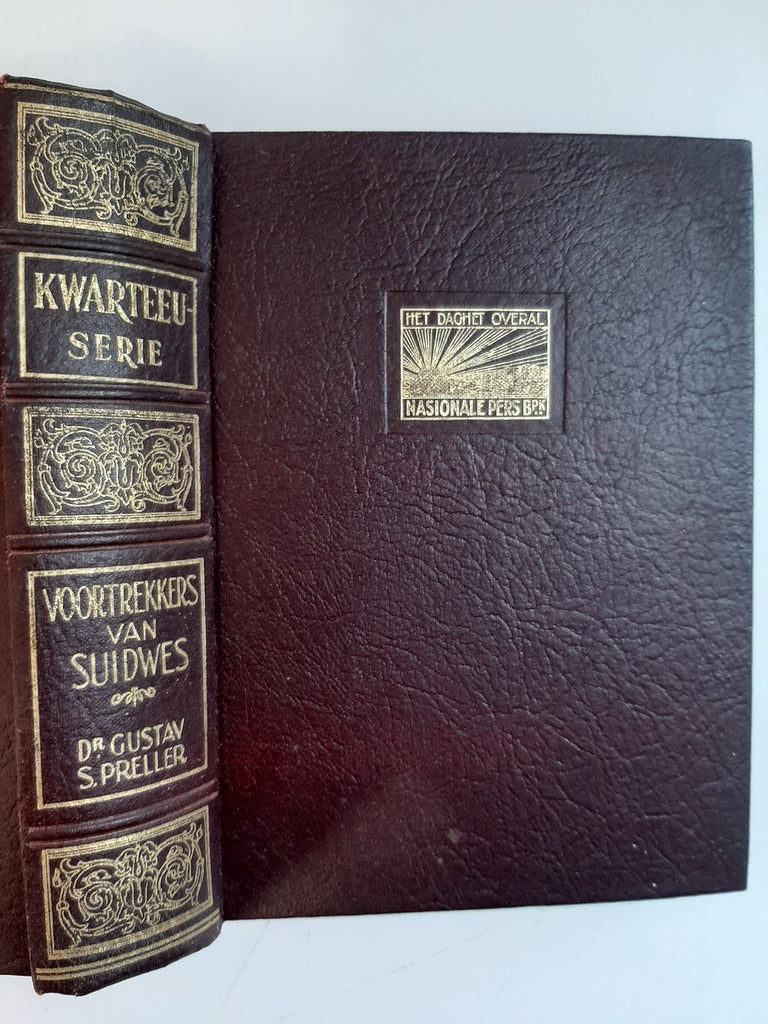 KWARTEEU-
SERIE
VOORTREKKERS
VAN
SUIDWES
DR GUSTAV
S. PRELLER
HET DAGHET OVERAL
NASIONALE PERS BPK